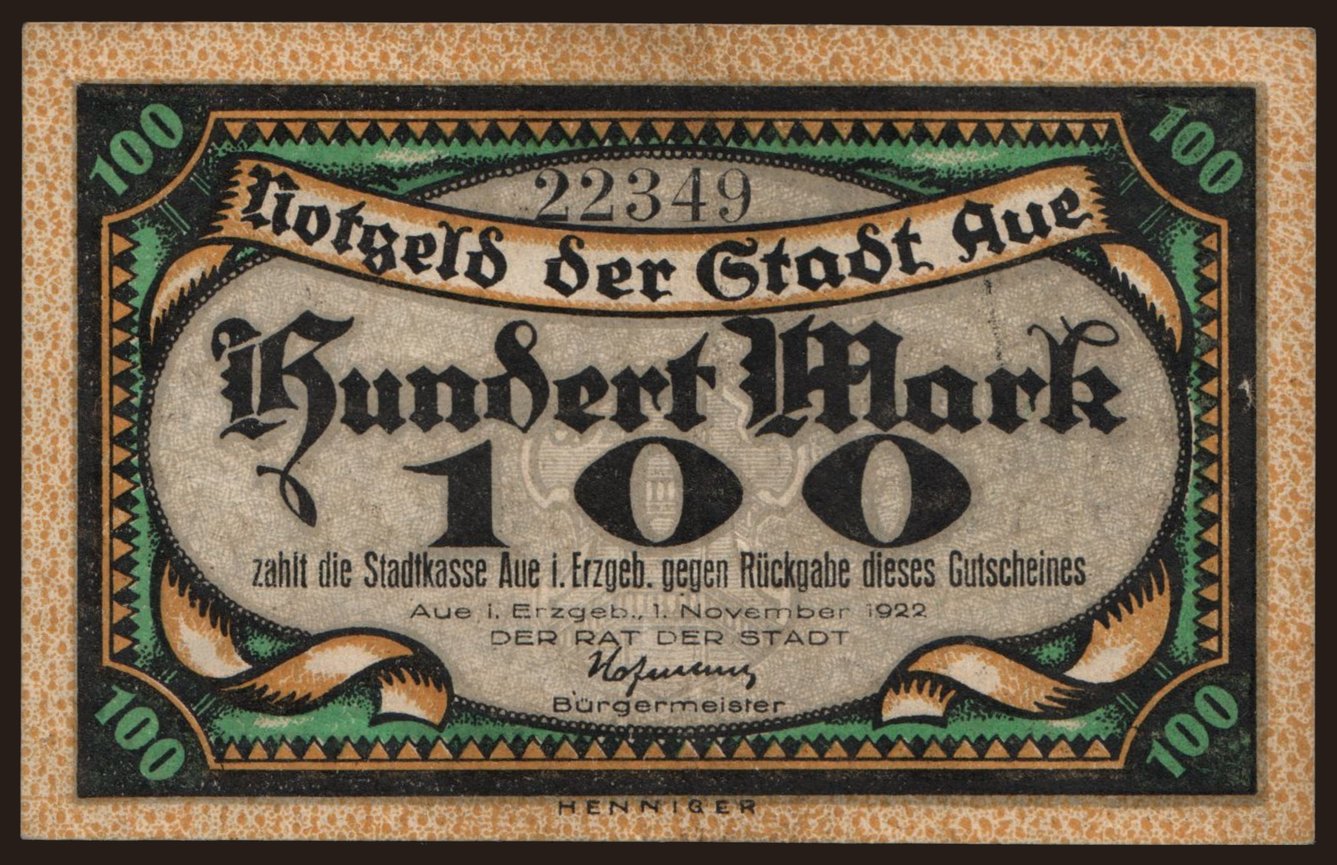 100
100
22349
Notgeld der Stadt Aue
Hundert Mark
100
zahlt die Stadtkasse Aue i. Erzgeb. gegen Rückgabe dieses Gutscheines
Aue i. Erzgeb., 1. November 1922
DER RAT DER STADT
Hofmann
Bürgermeister
100
100
HENNIGER